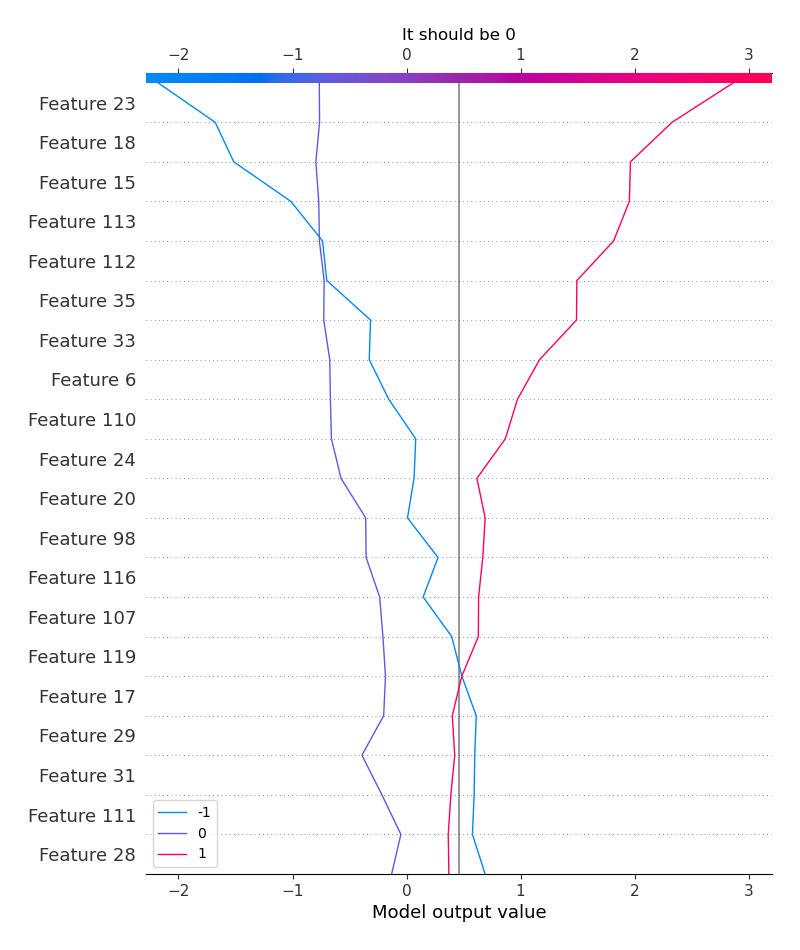 It should be 0
−2 −1 0 1 2 3
Feature 23
Feature 18
Feature 15
Feature 113
Feature 112
Feature 35
Feature 33
Feature 6
Feature 110
Feature 24
Feature 20
Feature 98
Feature 116
Feature 107
Feature 119
Feature 17
Feature 29
Feature 31
Feature 111
Feature 28
-1
0
1
−2 −1 0 1 2 3
Model output value